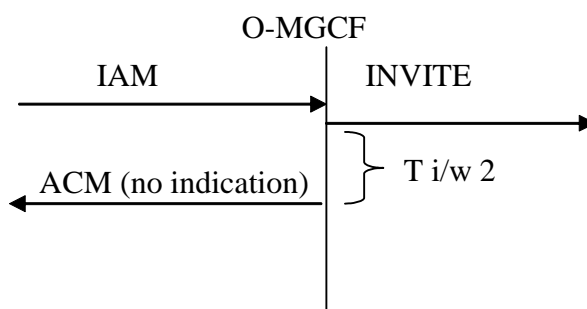 O-MGCF
IAM
INVITE
T i/w 2
ACM (no indication)